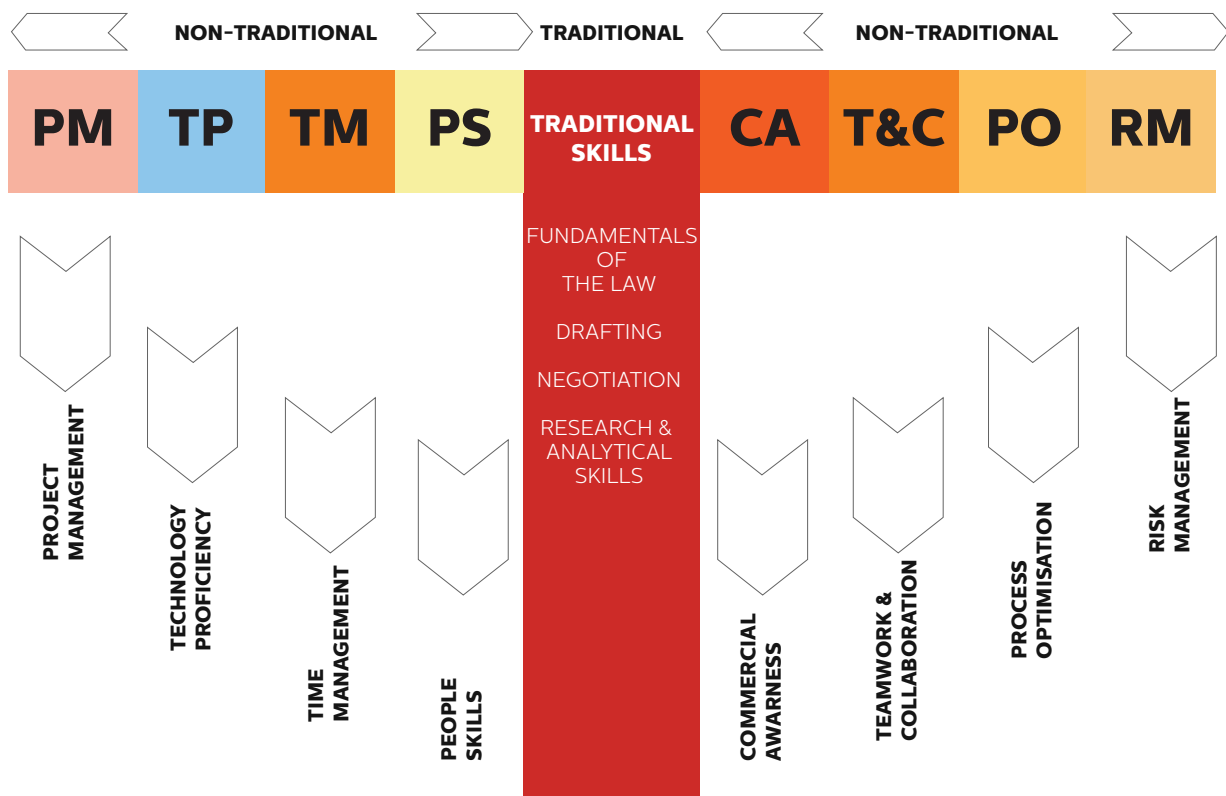 NON-TRADITIONAL
TRADITIONAL
NON-TRADITIONAL
PM
TP
TM
PS
TRADITIONAL
SKILLS
CA
T&C
PO
RM
FUNDAMENTALS
OF
THE LAW
DRAFTING
NEGOTIATION
RESEARCH &
ANALYTICAL
SKILLS
PROJECT
MANAGEMENT
TECHNOLOGY
PROFICIENCY
TIME
MANAGEMENT
PEOPLE
SKILLS
COMMERCIAL
AWARNESS
TEAMWORK &
COLLABORATION
PROCESS
OPTIMISATION
RISK
MANAGEMENT